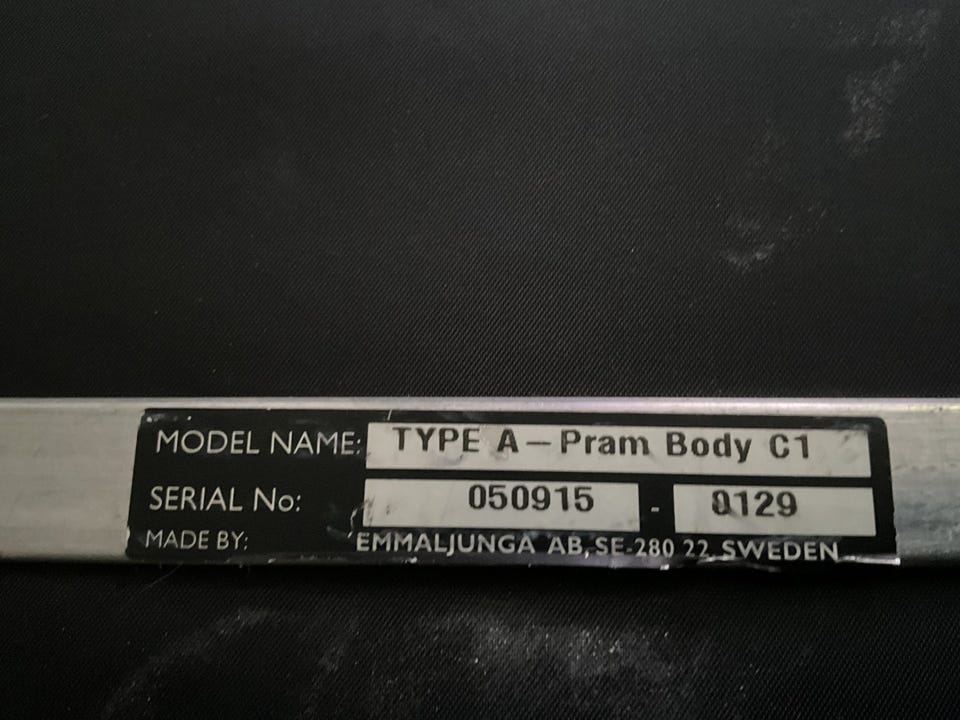 MODEL NAME: TYPE A – Pram Body C1
SERIAL No: 050915 - 0129
MADE BY: EMMALJUNGA AB, SE-280 22 SWEDEN